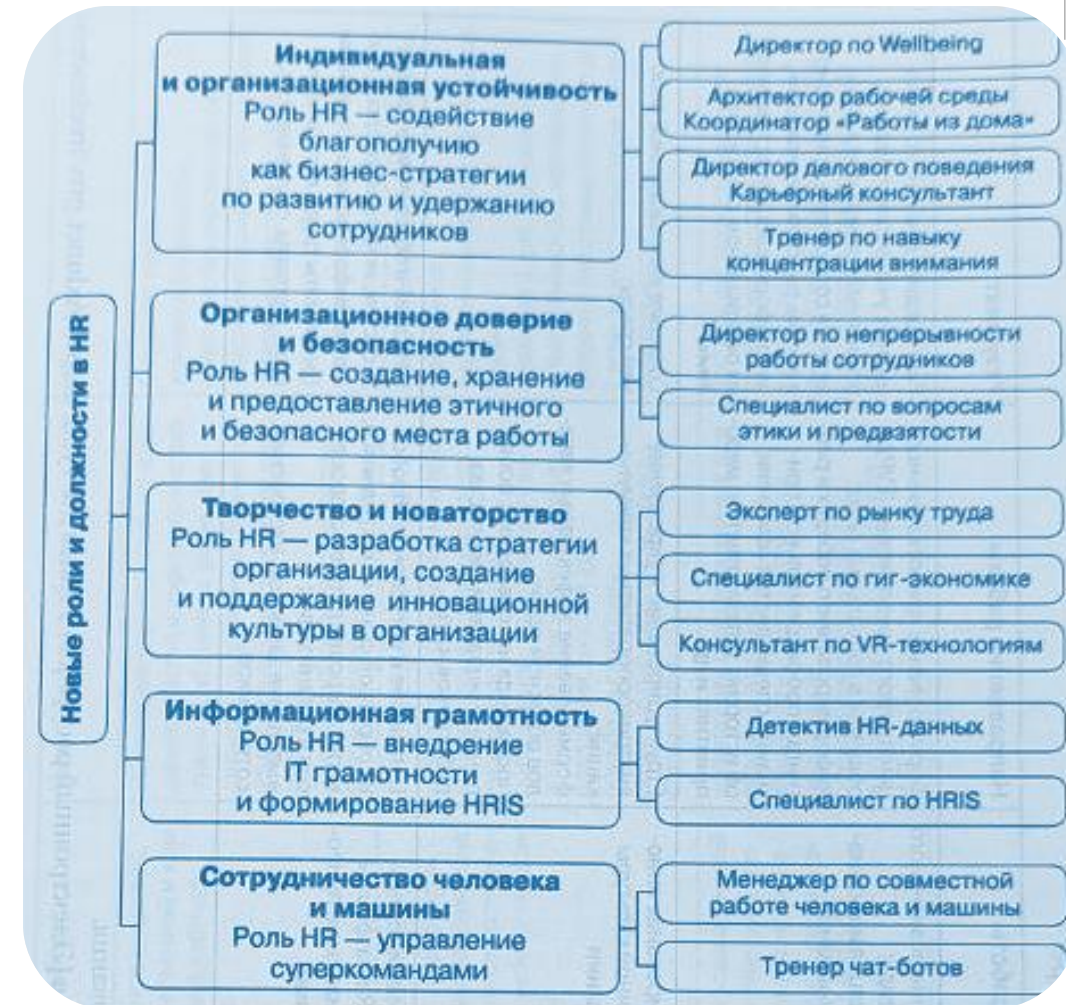 Новые роли и должности в HR
Индивидуальная
и организационная устойчивость
Роль HR — содействие
благополучию
как бизнес-стратегии
по развитию и удержанию
сотрудников
Директор по Wellbeing
Архитектор рабочей среды
Координатор «Работы из дома»
Директор делового поведения
Карьерный консультант
Тренер по навыку
концентрации внимания
Организационное доверие
и безопасность
Роль HR — создание, хранение
и предоставление этичного
и безопасного места работы
Директор по непрерывности
работы сотрудников
Специалист по вопросам
этики и предвзятости
Творчество и новаторство
Роль HR — разработка стратегии
организации, создание
и поддержание инновационной
культуры в организации
Эксперт по рынку труда
Специалист по гиг-экономике
Консультант по VR-технологиям
Информационная грамотность
Роль HR — внедрение
IT грамотности
и формирование HRIS
Детектив HR-данных
Специалист по HRIS
Сотрудничество человека
и машины
Роль HR — управление
суперкомандами
Менеджер по совместной
работе человека и машины
Тренер чат-ботов